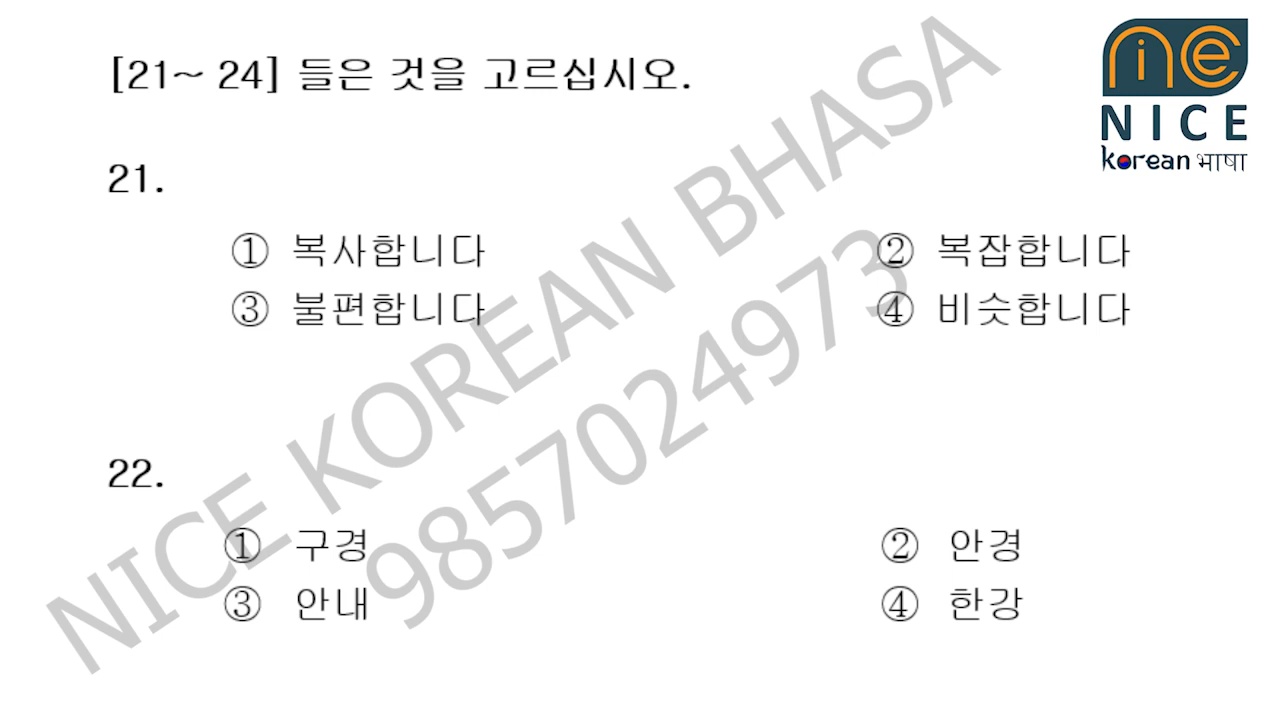 [21~ 24] 들은 것을 고르십시오.
NICE
korean भाषा
21.
① 복사합니다 ② 복잡합니다
③ 불편합니다 ④ 비슷합니다
22.
① 구경 ② 안경
③ 안내 ④ 한강
NICE KOREAN BHASA
9857024973